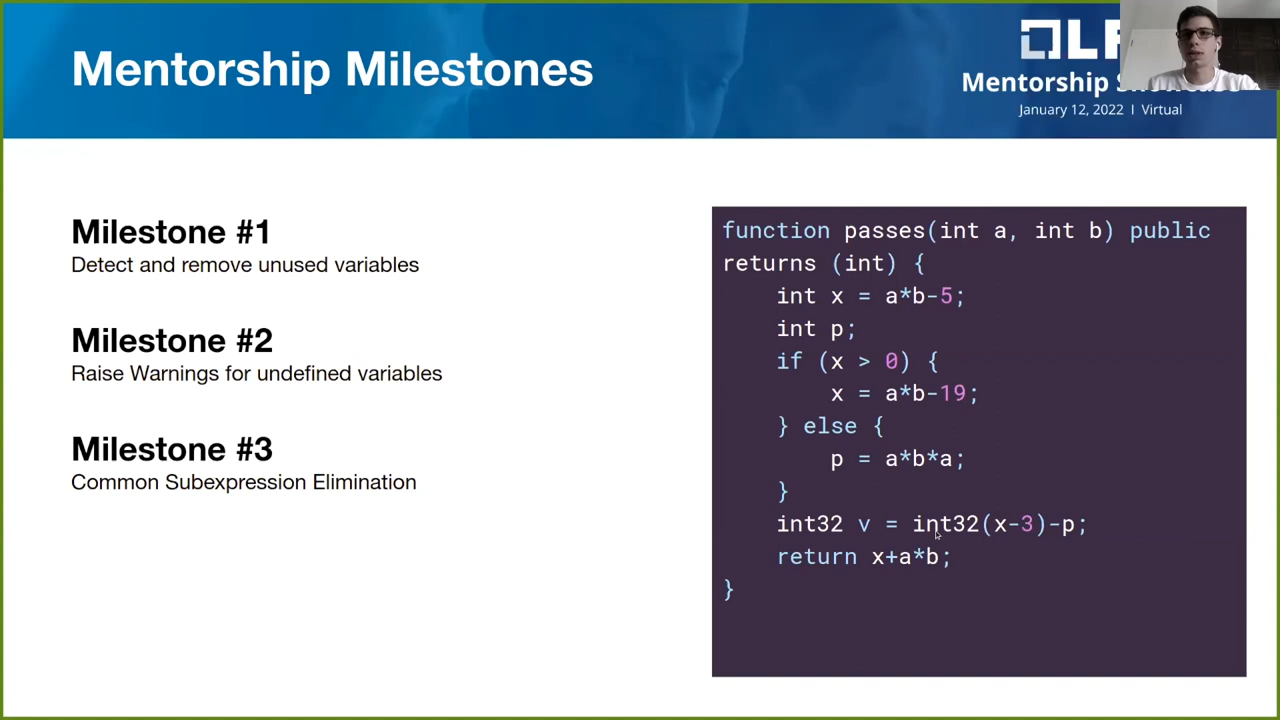 Mentorship Milestones
Mentorship
January 12, 2022 | Virtual
Milestone #1
Detect and remove unused variables
Milestone #2
Raise Warnings for undefined variables
Milestone #3
Common Subexpression Elimination
function passes(int a, int b) public
returns (int) {
int x = a*b-5;
int p;
if (x > 0) {
x = a*b-19;
} else {
p = a*b*a;
}
int32 v = int32(x-3)-p;
return x+a*b;
}